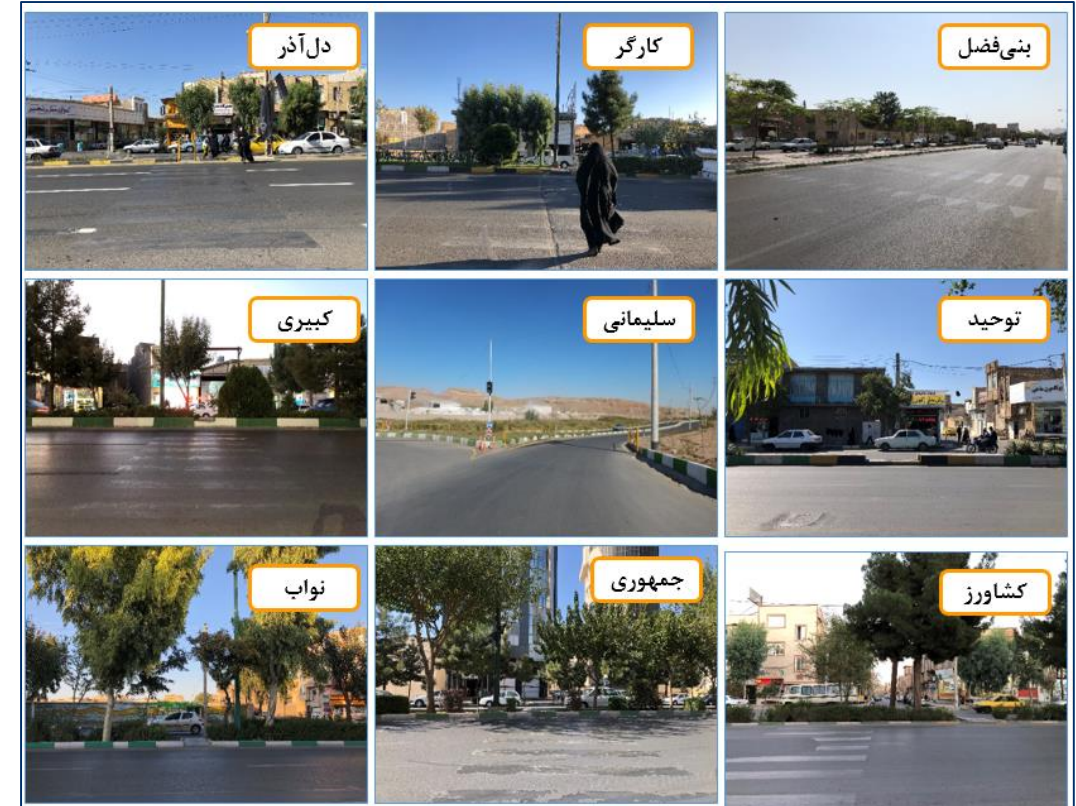 بنی‌فضل
کارگر
دل‌آذر
توحید
سلیمانی
کبیری
کشاورز
جمهوری
نواب